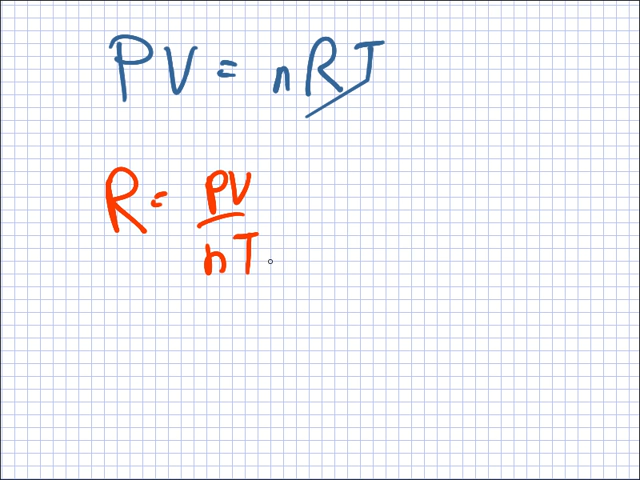 PV = nRT
R = PV
nT